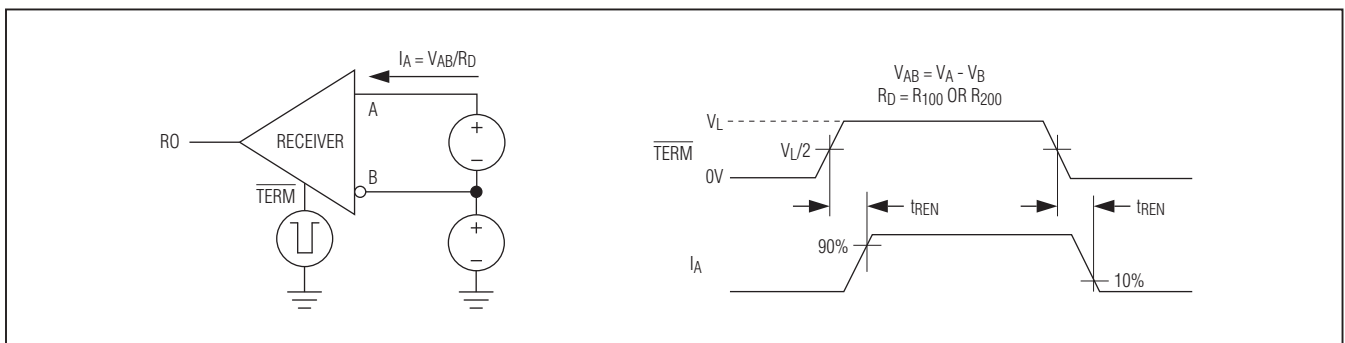 I_A = V_AB/R_D
A
RO
RECEIVER
+
−
B
TERM
+
−
V_AB = V_A - V_B
R_D = R_100 OR R_200
V_L
TERM
V_L/2
0V
t_REN
t_REN
90%
I_A
10%